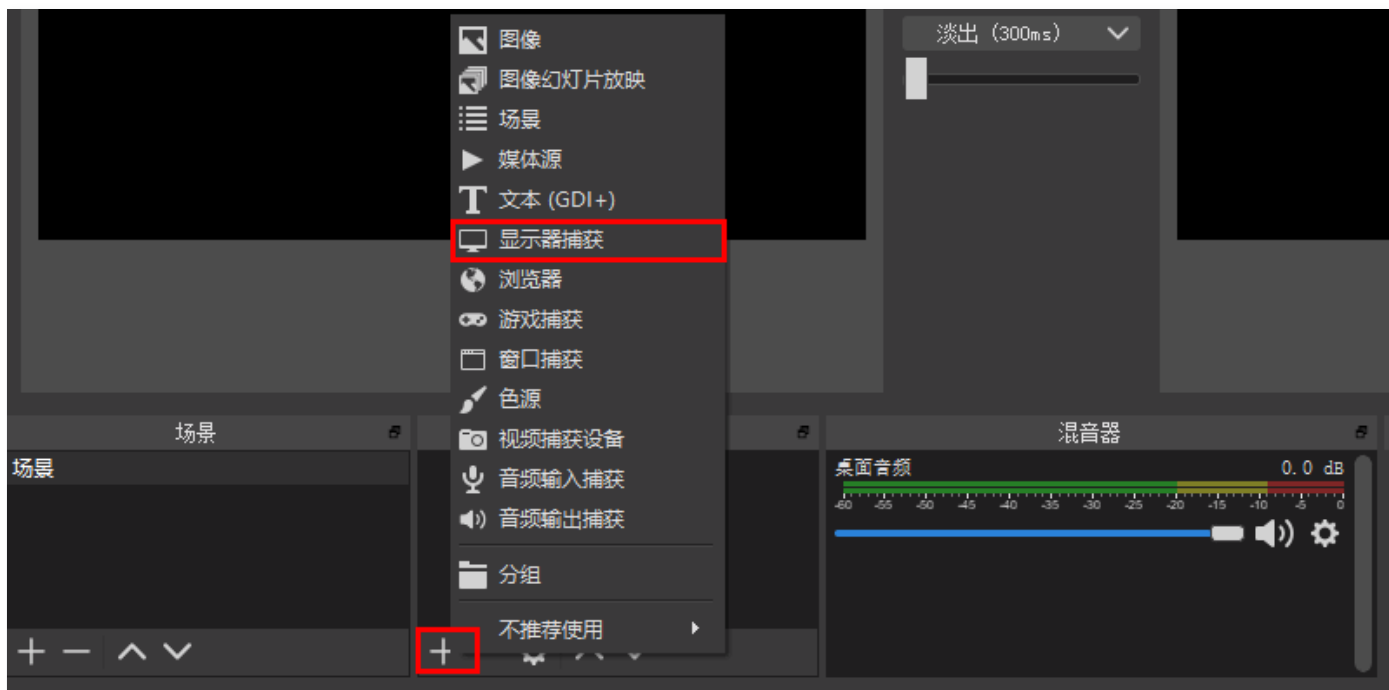 图像
图像幻灯片放映
场景
媒体源
文本 (GDI+)
显示器捕获
浏览器
游戏捕获
窗口捕获
色源
视频捕获设备
音频输入捕获
音频输出捕获
分组
不推荐使用
淡出 (300ms)
场景
场景
混音器
桌面音频 0.0 dB
-60 -55 -50 -45 -40 -35 -30 -25 -20 -15 -10 -5 0